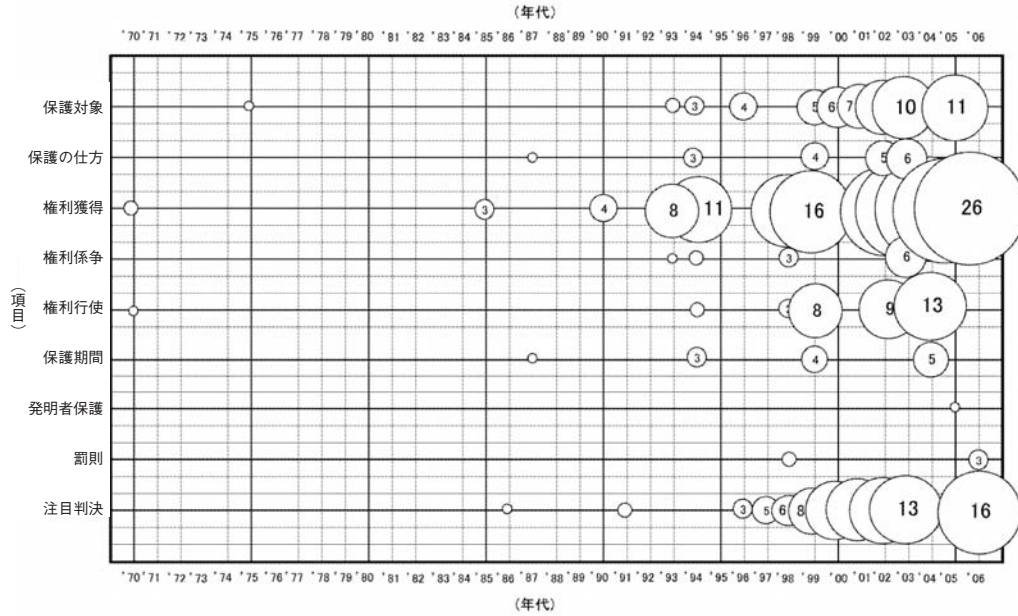 (年代)
'70 '71 '72 '73 '74 '75 '76 '77 '78 '79 '80 '81 '82 '83 '84 '85 '86 '87 '88 '89 '90 '91 '92 '93 '94 '95 '96 '97 '98 '99 '00 '01 '02 '03 '04 '05 '06
保護対象 3 4 5 6 7 10 11
保護の仕方 3 4 5 6
権利獲得 3 4 8 11 16 26
権利係争 3 6
(項目)
権利行使 8 9 13
保護期間 3 4 5
発明者保護
罰則 3
注目判決 3 5 6 8 13 16
'70 '71 '72 '73 '74 '75 '76 '77 '78 '79 '80 '81 '82 '83 '84 '85 '86 '87 '88 '89 '90 '91 '92 '93 '94 '95 '96 '97 '98 '99 '00 '01 '02 '03 '04 '05 '06
(年代)